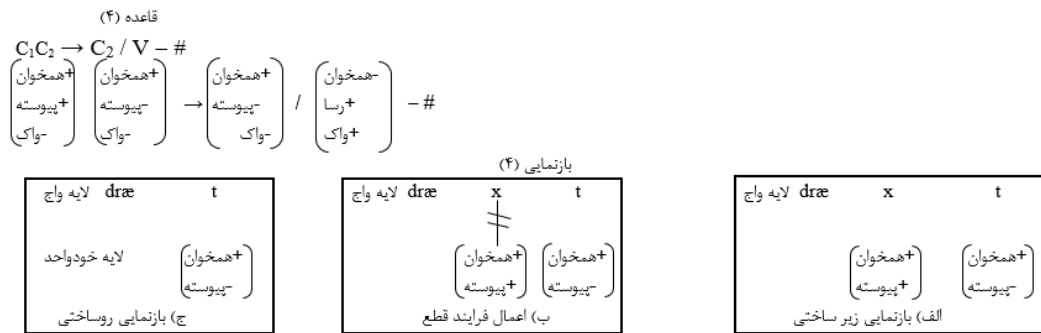 قاعده (۴)
C₁C₂ → C₂ / V – #
+همخوان +همخوان +همخوان -همخوان
+پیوسته -پیوسته → -پیوسته / +رسا – #
-واک -واک -واک +واک
بازنمایی (۴)
لایه واج dræ x t
+همخوان +همخوان
+پیوسته -پیوسته
الف) بازنمایی زیر ساختی
لایه واج dræ x t
+همخوان +همخوان
+پیوسته -پیوسته
ب) اعمال فرایند قطع
لایه واج dræ t
لایه خودواحد +همخوان
-پیوسته
ج) بازنمایی روساختی